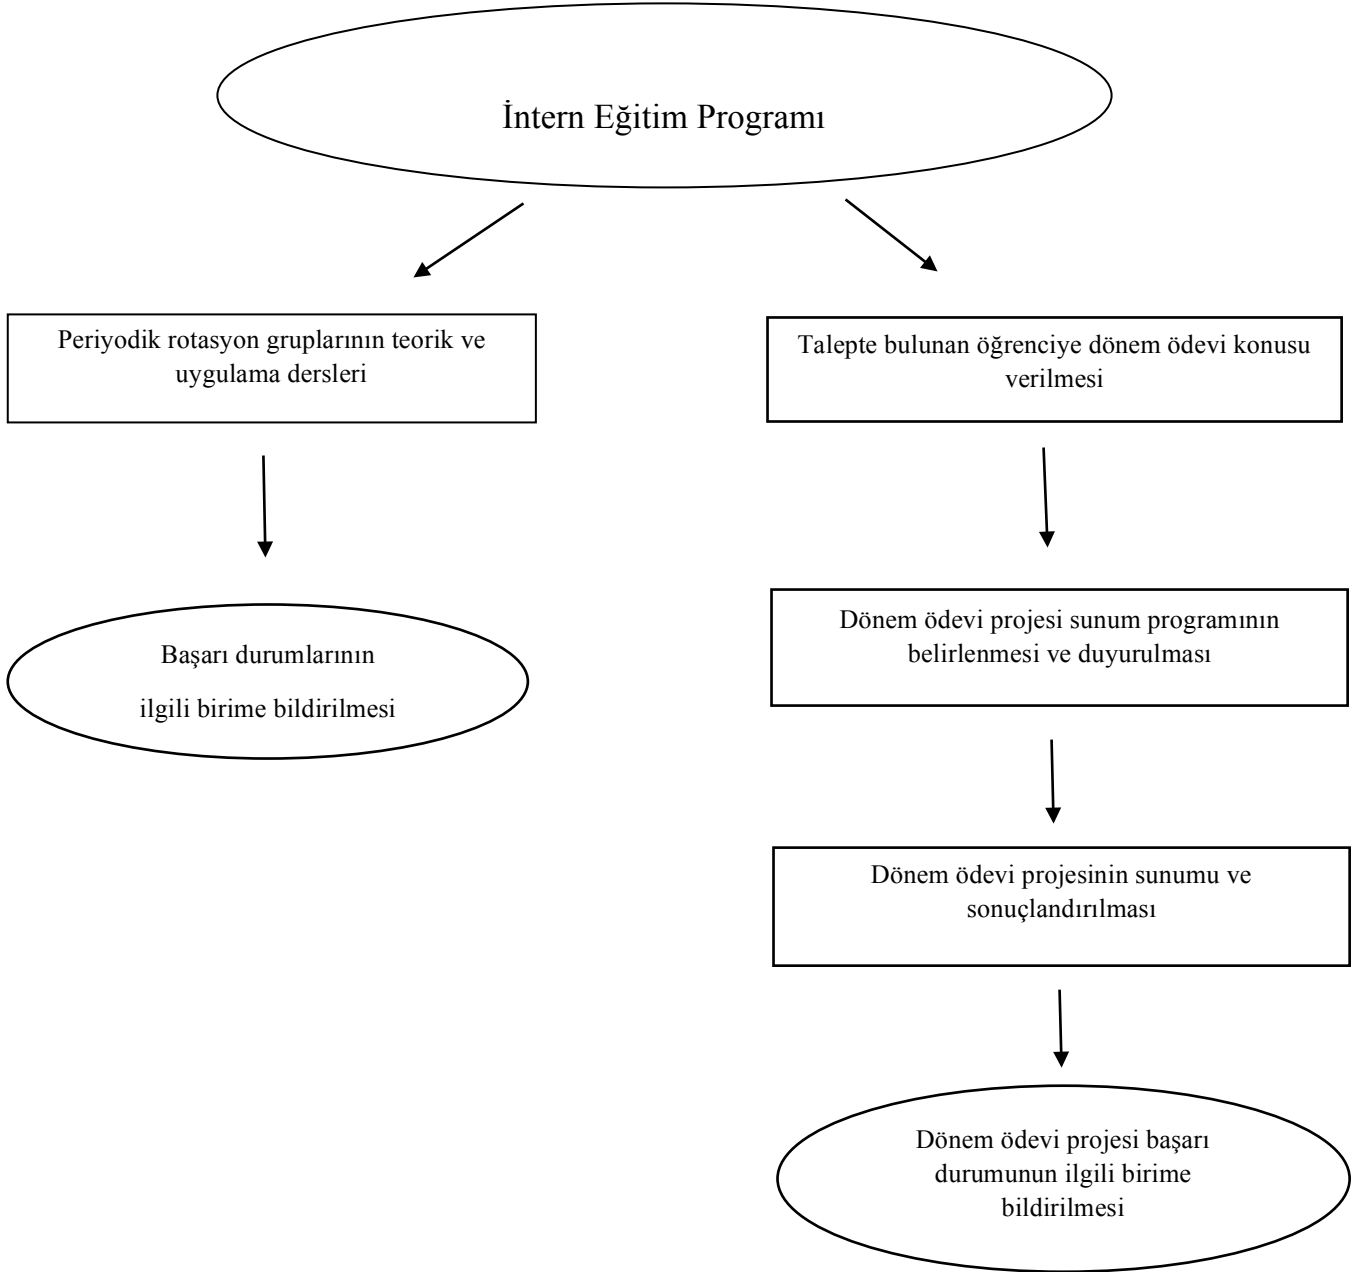 İntern Eğitim Programı
Periyodik rotasyon gruplarının teorik ve
uygulama dersleri
Başarı durumlarının
ilgili birime bildirilmesi
Talepte bulunan öğrenciye dönem ödevi konusu
verilmesi
Dönem ödevi projesi sunum programının
belirlenmesi ve duyurulması
Dönem ödevi projesinin sunumu ve
sonuçlandırılması
Dönem ödevi projesi başarı
durumunun ilgili birime
bildirilmesi